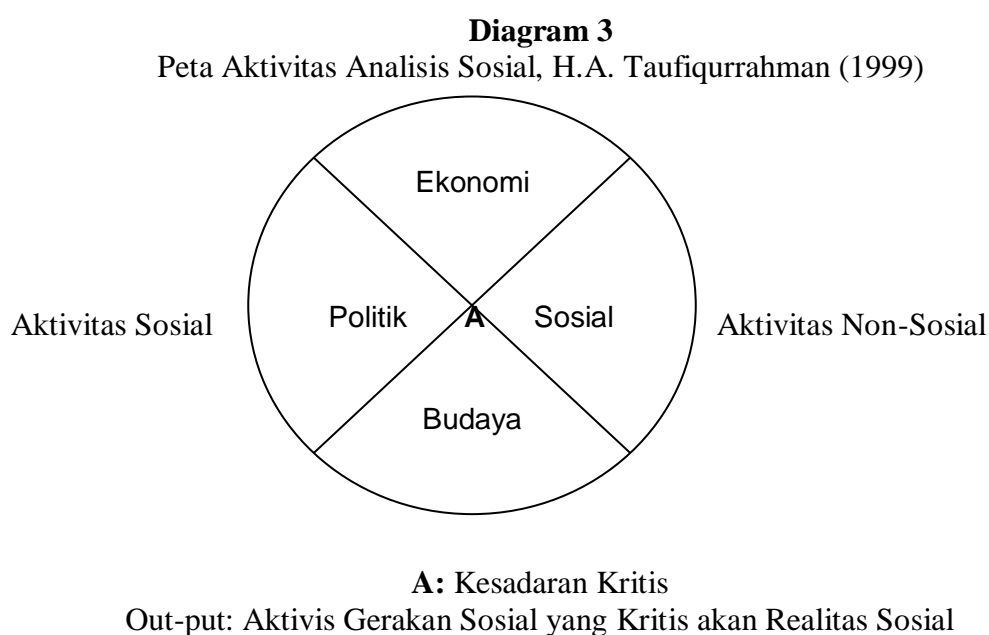 Diagram 3
Peta Aktivitas Analisis Sosial, H.A. Taufiqurrahman (1999)
Ekonomi
Aktivitas Sosial
Politik
A
Sosial
Aktivitas Non-Sosial
Budaya
A: Kesadaran Kritis
Out-put: Aktivis Gerakan Sosial yang Kritis akan Realitas Sosial